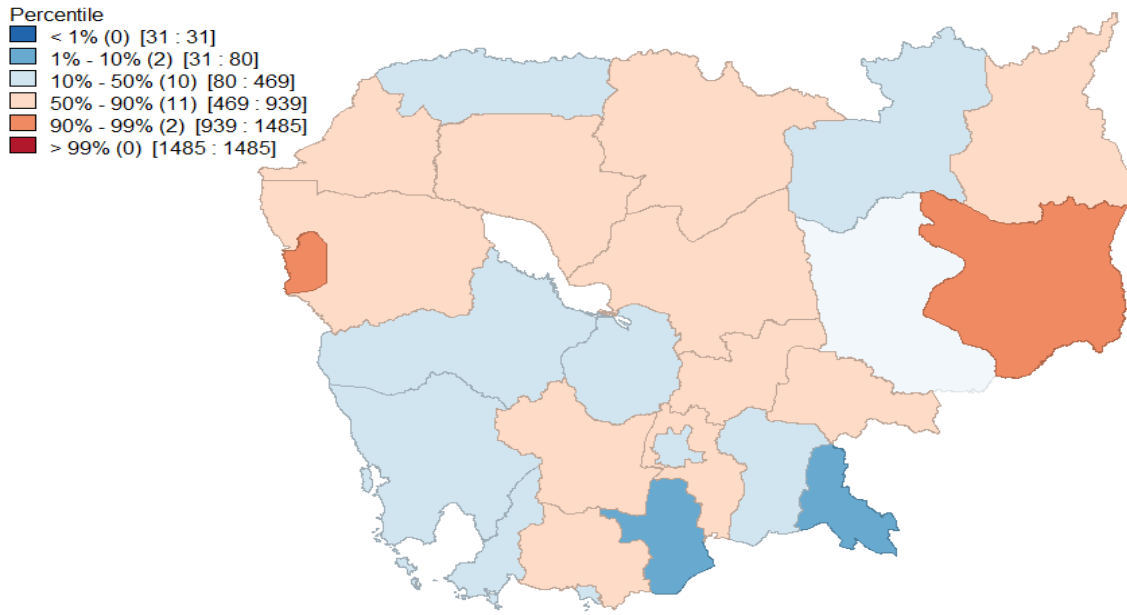 Percentile
< 1% (0) [31 : 31]
1% - 10% (2) [31 : 80]
10% - 50% (10) [80 : 469]
50% - 90% (11) [469 : 939]
90% - 99% (2) [939 : 1485]
> 99% (0) [1485 : 1485]